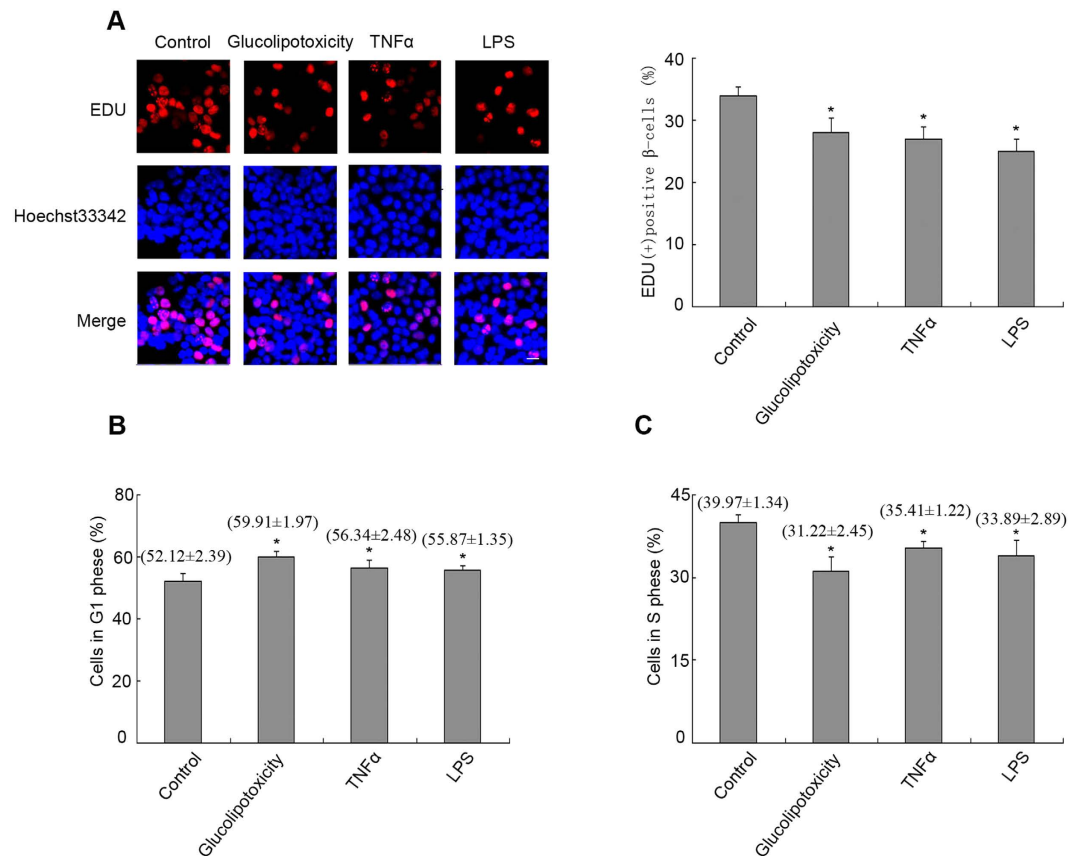 A
Control Glucolipotoxicity TNFα LPS
EDU
Hoechst33342
Merge
EDU(+)positive β-cells (%)
40
30
20
10
0
*
*
*
Control
Glucolipotoxicity
TNFα
LPS
B
Cells in G1 phese (%)
80
60
40
20
0
(52.12±2.39)
(59.91±1.97)
*
(56.34±2.48)
*
(55.87±1.35)
*
Control
Glucolipotoxicity
TNFα
LPS
C
Cells in S phese (%)
45
30
15
0
(39.97±1.34)
(31.22±2.45)
*
(35.41±1.22)
*
(33.89±2.89)
*
Control
Glucolipotoxicity
TNFα
LPS